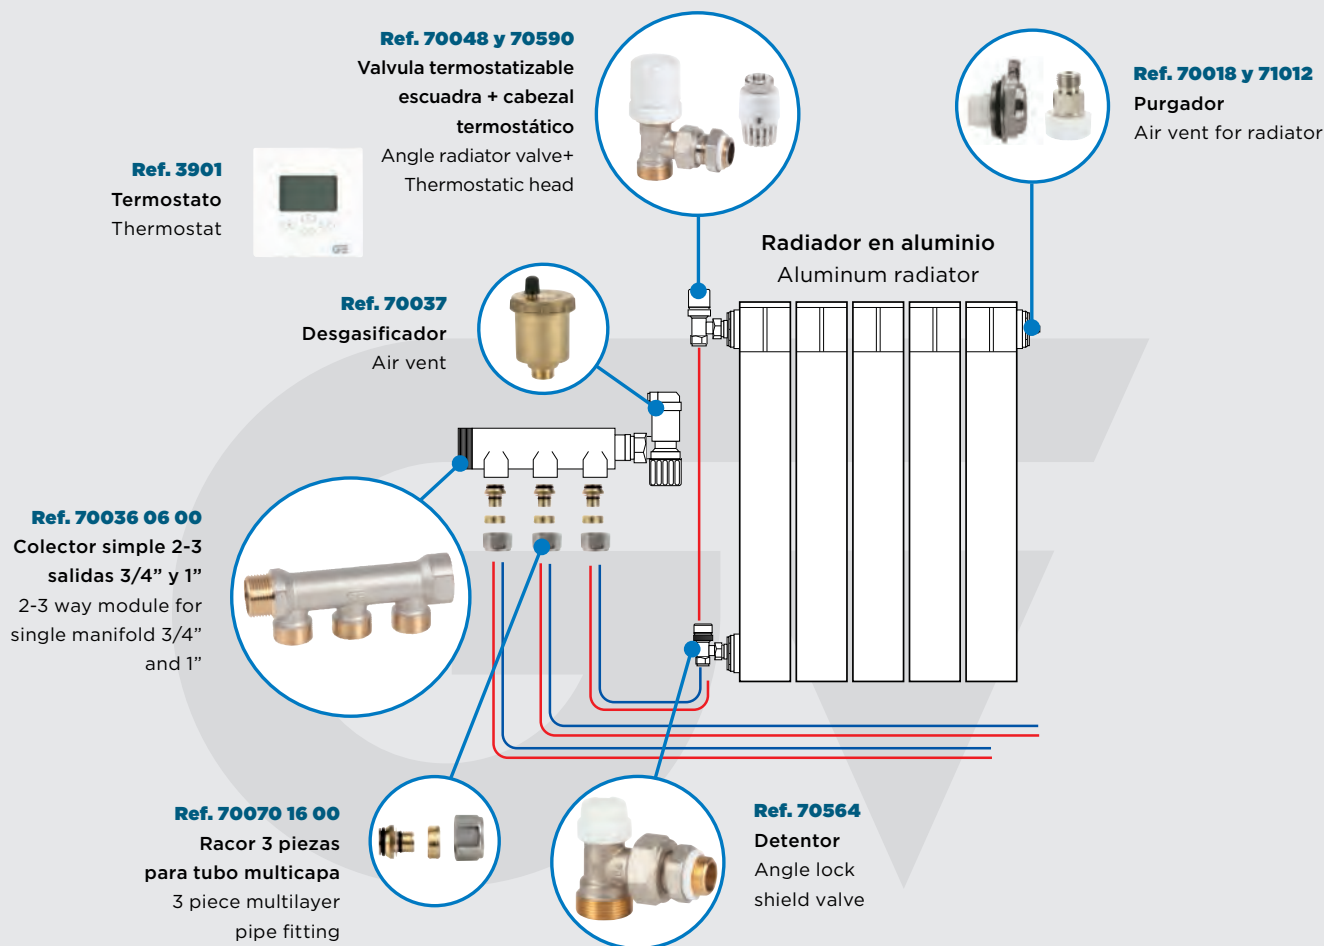 Ref. 70048 y 70590
Valvula termostatizable
escuadra + cabezal
termostático
Angle radiator valve+
Thermostatic head
Ref. 70018 y 71012
Purgador
Air vent for radiator
Ref. 3901
Termostato
Thermostat
Radiador en aluminio
Aluminum radiator
Ref. 70037
Desgasificador
Air vent
Ref. 70036 06 00
Colector simple 2-3
salidas 3/4” y 1”
2-3 way module for
single manifold 3/4”
and 1”
Ref. 70070 16 00
Racor 3 piezas
para tubo multicapa
3 piece multilayer
pipe fitting
Ref. 70564
Detentor
Angle lock
shield valve